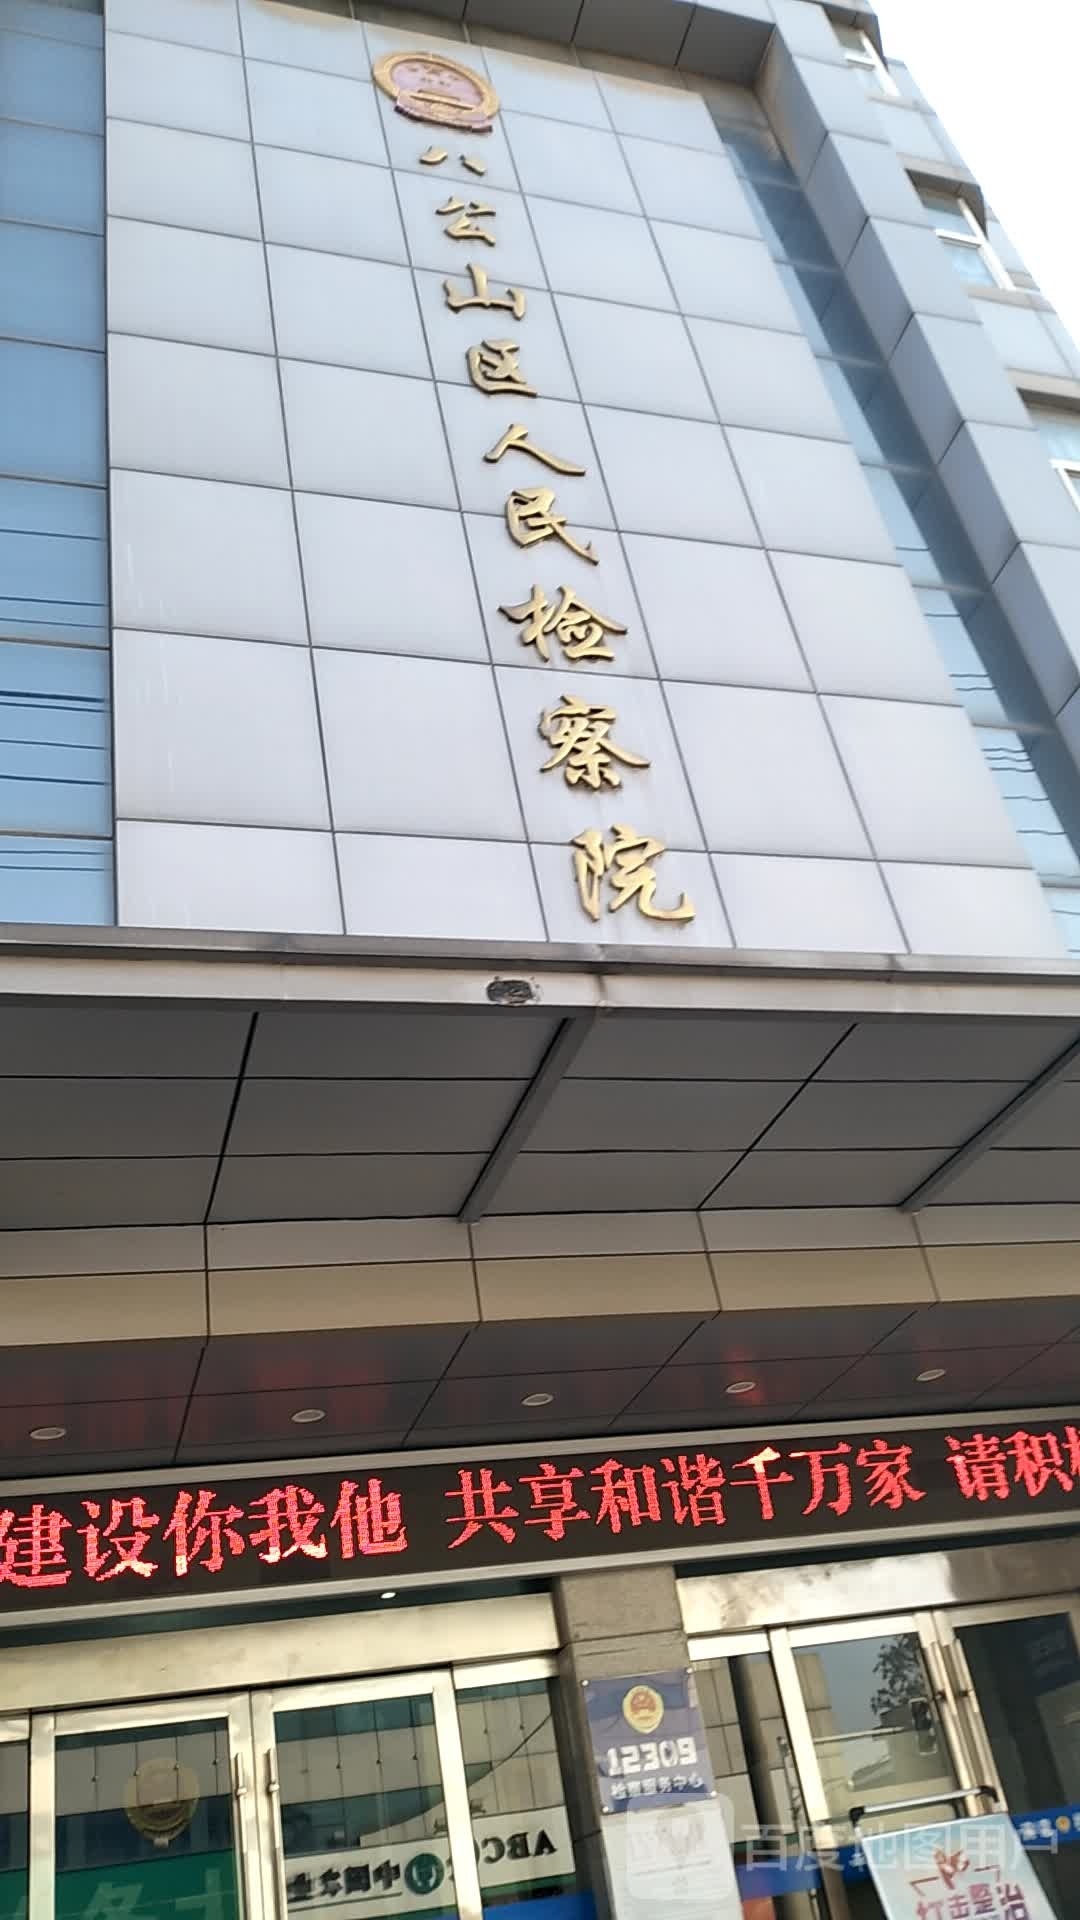 八公山区人民检察院
建设你我他 共享和谐千万家 请积
12309
检察服务中心
ABC
中国农业
百度地图用户
打击整治